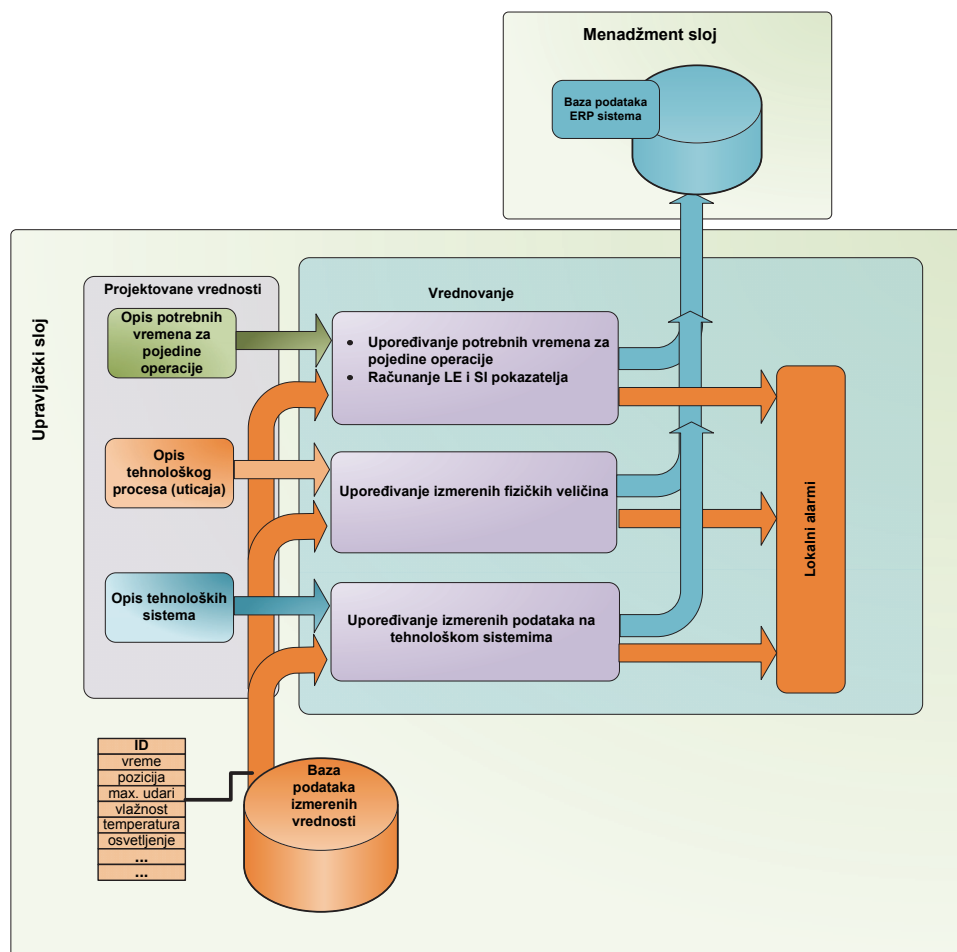 Menadžment sloj
Baza podataka
ERP sistema
Upravljački sloj
Projektovane vrednosti
Opis potrebnih
vremena za
pojedine
operacije
Opis
tehnološkog
procesa (uticaja)
Opis tehnoloških
sistema
Vrednovanje
• Upoređivanje potrebnih vremena za
pojedine operacije
• Računanje LE i SI pokazatelja
Upoređivanje izmerenih fizičkih veličina
Upoređivanje izmerenih podataka na
tehnološkom sistemima
Lokalni alarmi
ID
vreme
pozicija
max. udari
vlažnost
temperatura
osvetljenje
...
...
Baza
podataka
izmerenih
vrednosti